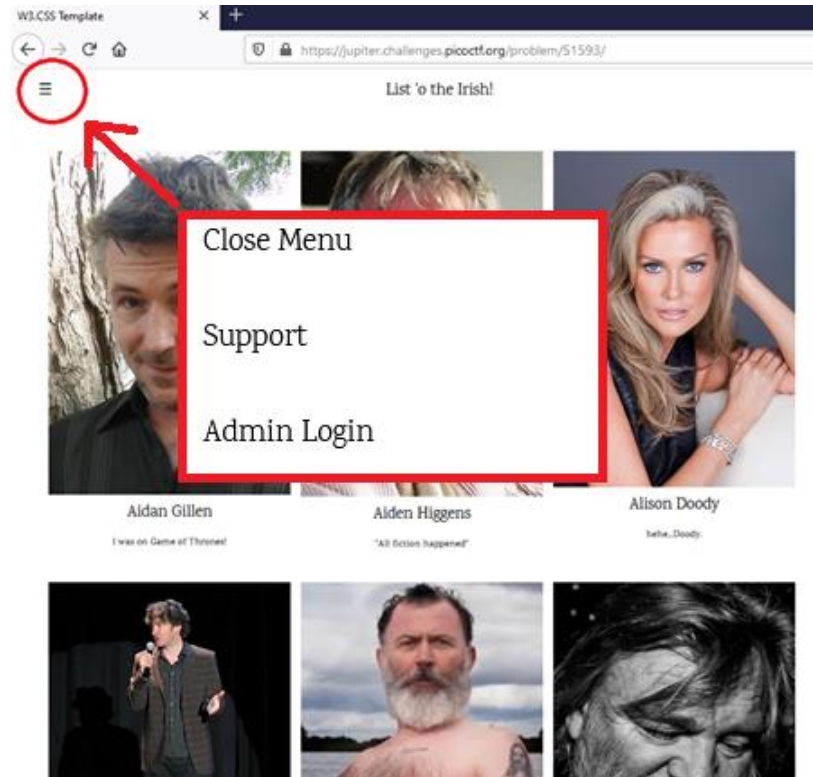 W3.CSS Template
https://jupiter.challenges.picoctf.org/problem/51593/
List 'o the Irish!
Close Menu
Support
Admin Login
Aidan Gillen
Aiden Higgens
Alison Doody
I was on Game of Thrones!
"All fiction happened"
hehe, Doody.